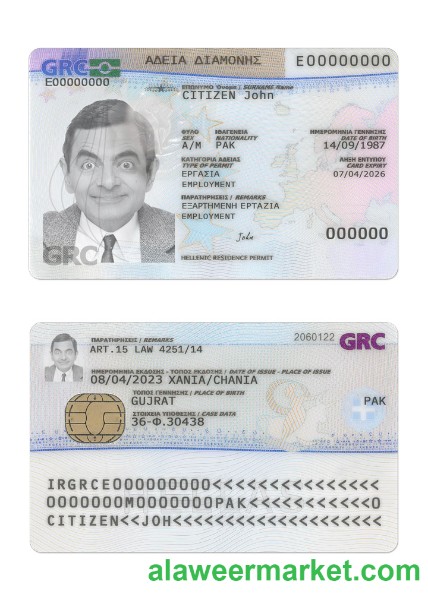 ΑΔΕΙΑ ΔΙΑΜΟΝΗΣ
E00000000
GRC
E00000000
ΕΠΩΝΥΜΟ Όνομα / SURNAME Name
CITIZEN John
ΦΥΛΟ ΙΘΑΓΕΝΕΙΑ ΗΜΕΡΟΜΗΝΙΑ ΓΕΝΝΗΣΗΣ
SEX NATIONALITY DATE OF BIRTH
A/M PAK 14/09/1987
ΚΑΤΗΓΟΡΙΑ ΑΔΕΙΑΣ ΛΗΞΗ ΕΝΤΥΠΟΥ
TYPE OF PERMIT CARD EXPIRY
ΕΡΓΑΣΙΑ 07/04/2026
EMPLOYMENT
ΠΑΡΑΤΗΡΗΣΕΙΣ / REMARKS
ΕΞΑΡΤΗΜΕΝΗ ΕΡΤΑΖΙΑ
EMPLOYMENT
John
000000
GRC
HELLENIC RESIDENCE PERMIT
2060122 GRC
ΠΑΡΑΤΗΡΗΣΕΙΣ / REMARKS
ART.15 LAW 4251/14
ΗΜΕΡΟΜΗΝΙΑ ΕΚΔΟΣΗΣ - ΤΟΠΟΣ ΕΚΔΟΣΗΣ / DATE OF ISSUE - PLACE OF ISSUE
08/04/2023 XANIA/CHANIA
ΤΟΠΟΣ ΓΕΝΝΗΣΗΣ / PLACE OF BIRTH
GUJRAT PAK
ΣΤΟΙΧΕΙΑ ΥΠΟΘΕΣΗΣ / CASE DATA
36-Φ.30438
IRGRCE0000000000<<<<<<<<<<<<<<<
0000000M0000000PAK<<<<<<<<<<<0
CITIZEN<<JOH<<<<<<<<<<<<<<<<<<
alaweermarket.com